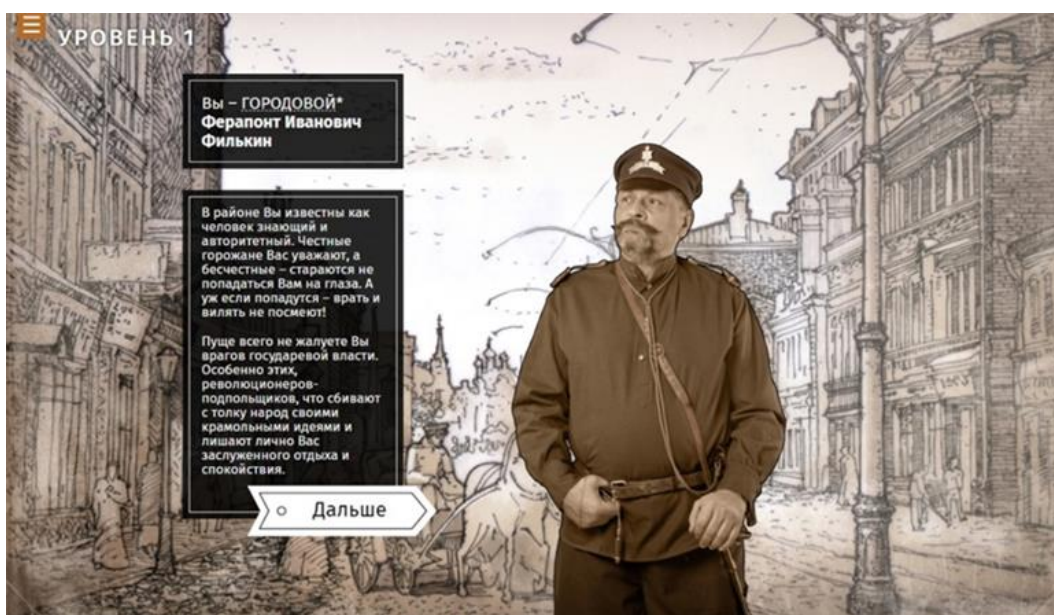 УРОВЕНЬ 1
Вы – ГОРОДОВОЙ*
Ферапонт Иванович
Филькин
В районе Вы известны как
человек знающий и
авторитетный. Честные
горожане Вас уважают, а
бесчестные – стараются не
попадаться Вам на глаза. А
уж если попадутся – врать и
вилять не посмеют!
Пуще всего не жалуете Вы
врагов государевой власти.
Особенно этих,
революционеров-
подпольщиков, что сбивают
с толку народ своими
крамольными идеями и
лишают лично Вас
заслуженного отдыха и
спокойствия.
Дальше